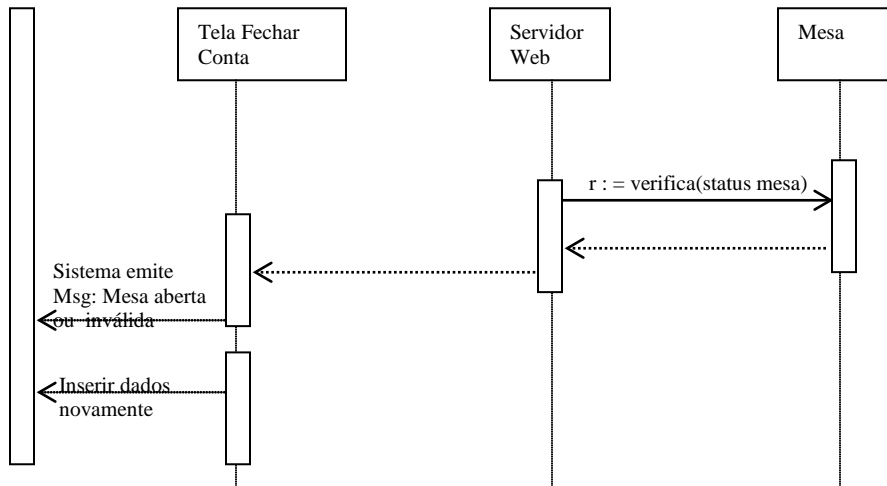 Tela Fechar
Conta
Servidor
Web
Mesa
r : = verifica(status mesa)
Sistema emite
Msg: Mesa aberta
ou inválida
Inserir dados
novamente